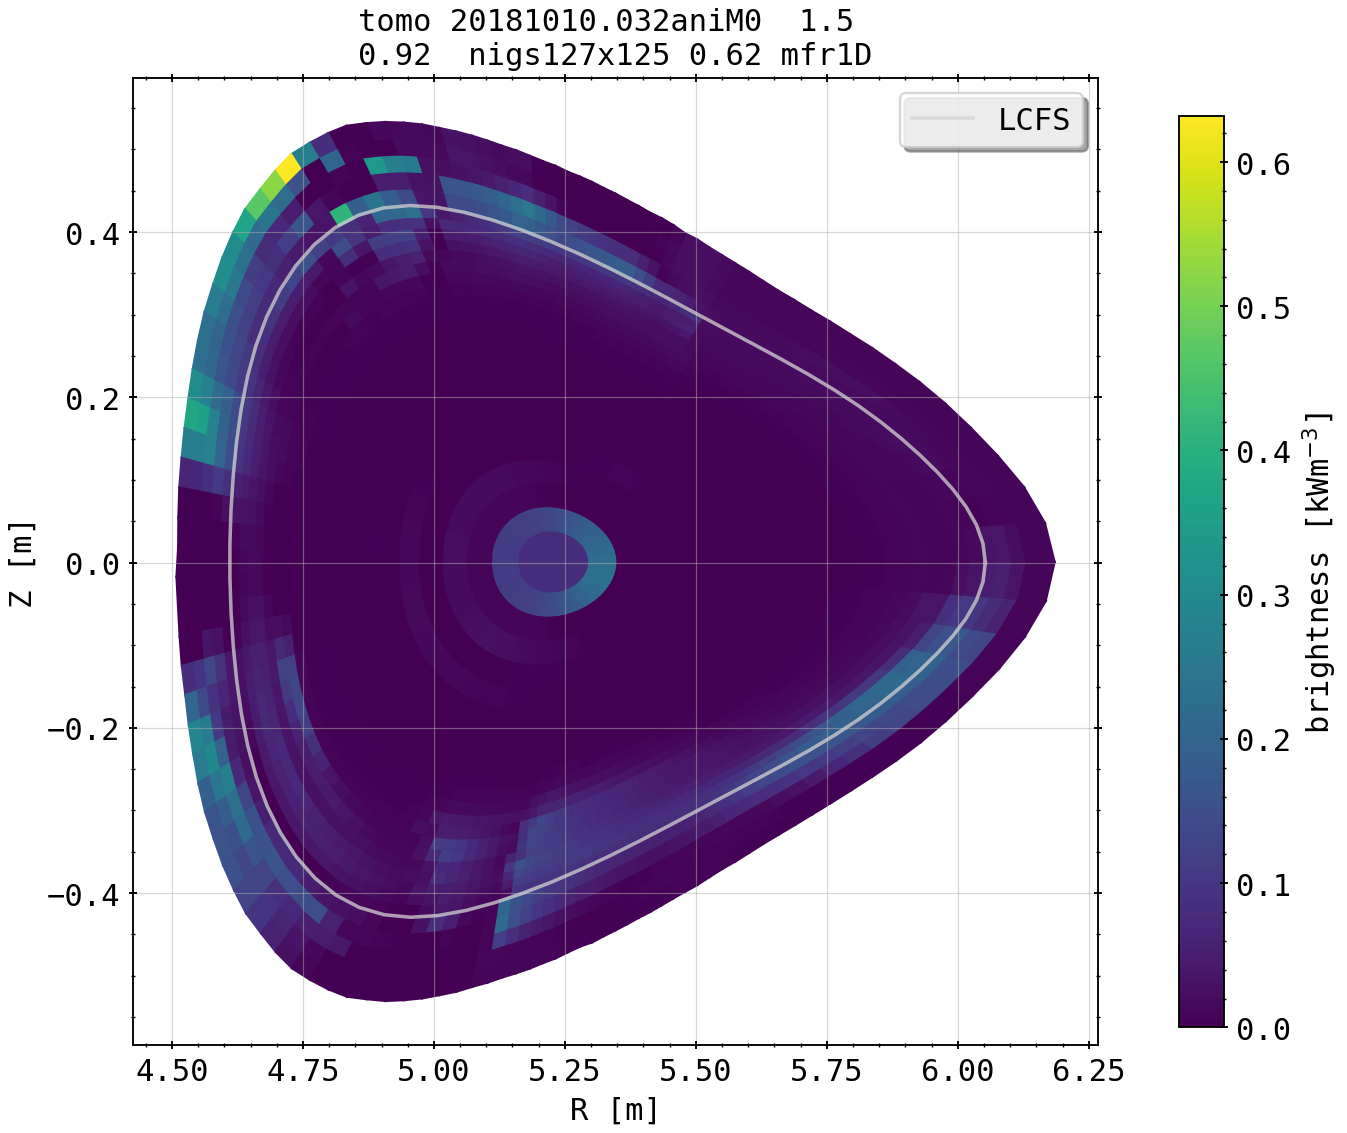 tomo 20181010.032aniM0  1.5
0.92  nigs127x125 0.62 mfr1D
LCFS
0.6
0.5
0.4
0.3
0.2
0.1
0.0
brightness [kWm⁻³]
0.4
0.2
0.0
−0.2
−0.4
Z [m]
4.50 4.75 5.00 5.25 5.50 5.75 6.00 6.25
R [m]